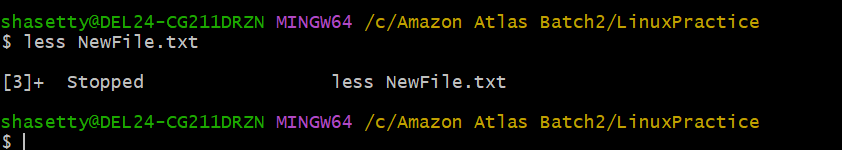 shasetty@DEL24-CG211DRZN MINGW64 /c/Amazon Atlas Batch2/LinuxPractice
$ less NewFile.txt
[3]+  Stopped                 less NewFile.txt
shasetty@DEL24-CG211DRZN MINGW64 /c/Amazon Atlas Batch2/LinuxPractice
$